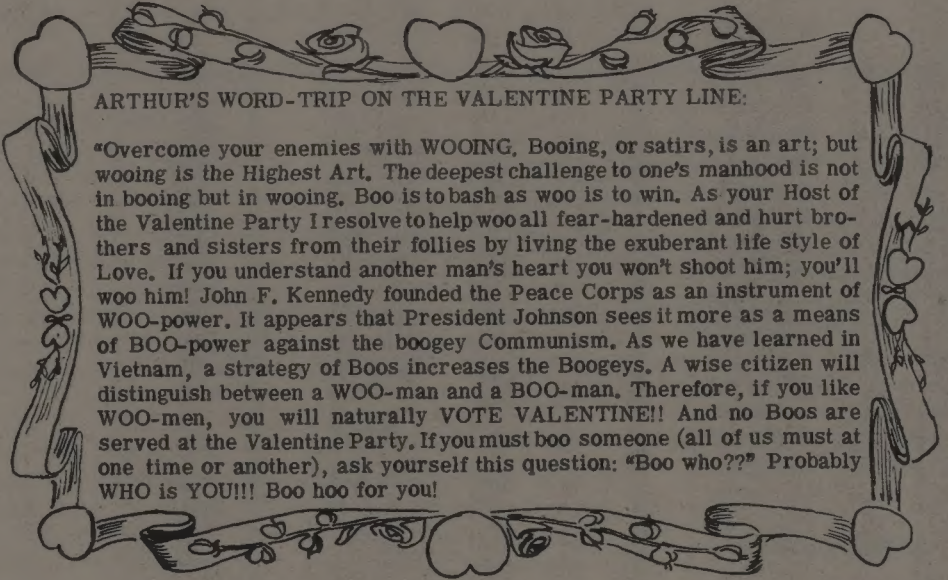 ARTHUR'S WORD-TRIP ON THE VALENTINE PARTY LINE:
"Overcome your enemies with WOOING. Booing, or satirs, is an art; but
wooing is the Highest Art. The deepest challenge to one's manhood is not
in booing but in wooing. Boo is to bash as woo is to win. As your Host of
the Valentine Party I resolve to help woo all fear-hardened and hurt bro-
thers and sisters from their follies by living the exuberant life style of
Love. If you understand another man's heart you won't shoot him; you'll
woo him! John F. Kennedy founded the Peace Corps as an instrument of
WOO-power. It appears that President Johnson sees it more as a means
of BOO-power against the boogey Communism. As we have learned in
Vietnam, a strategy of Boos increases the Boogeys. A wise citizen will
distinguish between a WOO-man and a BOO-man. Therefore, if you like
WOO-men, you will naturally VOTE VALENTINE!! And no Boos are
served at the Valentine Party. If you must boo someone (all of us must at
one time or another), ask yourself this question: "Boo who??" Probably
WHO is YOU!!! Boo hoo for you!